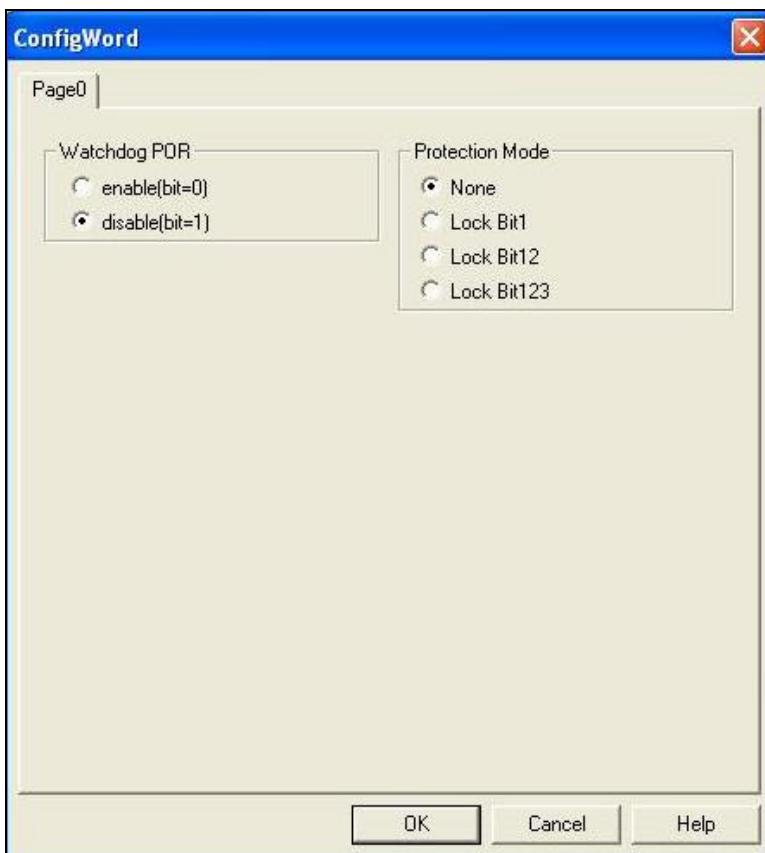 ConfigWord
Page0
Watchdog POR
enable(bit=0)
disable(bit=1)
Protection Mode
None
Lock Bit1
Lock Bit12
Lock Bit123
OK
Cancel
Help